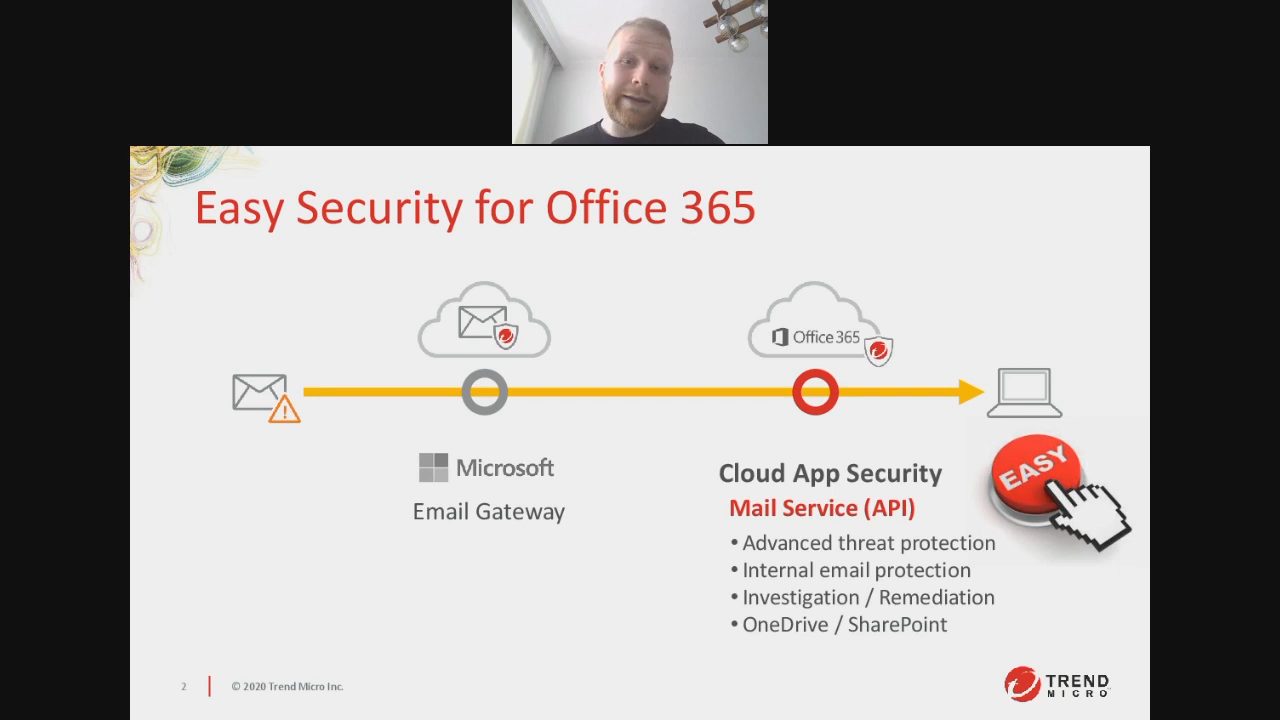 Easy Security for Office 365
Office 365
Microsoft
Email Gateway
Cloud App Security
Mail Service (API)
• Advanced threat protection
• Internal email protection
• Investigation / Remediation
• OneDrive / SharePoint
EASY
2
© 2020 Trend Micro Inc.
TREND
MICRO